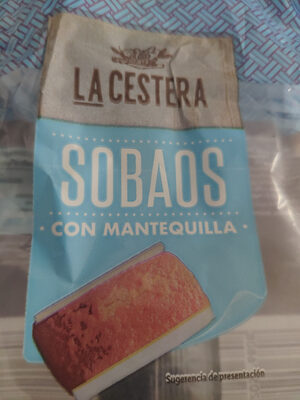 LA CESTERA
SOBAOS
· CON MANTEQUILLA ·
Sugerencia de presentación